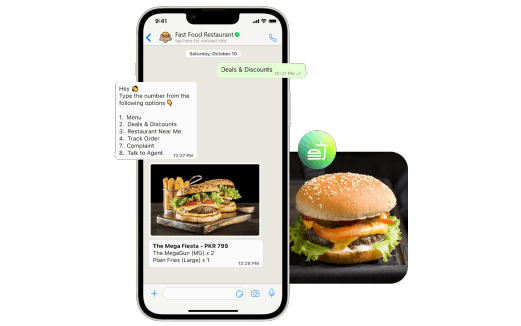 9:41
Fast Food Restaurant
tap here for contact info
Saturday, October 10
Deals & Discounts
12:27 PM
Hey
Type the number from the
following options
1. Menu
2. Deals & Discounts
3. Restaurant Near Me
4. Track Order
7. Complaint
8. Talk to Agent
12:27 PM
The Mega Fiesta - PKR 799
The MegaGun (MG) x 2
Plain Fries (Large) x 1
12:28 PM